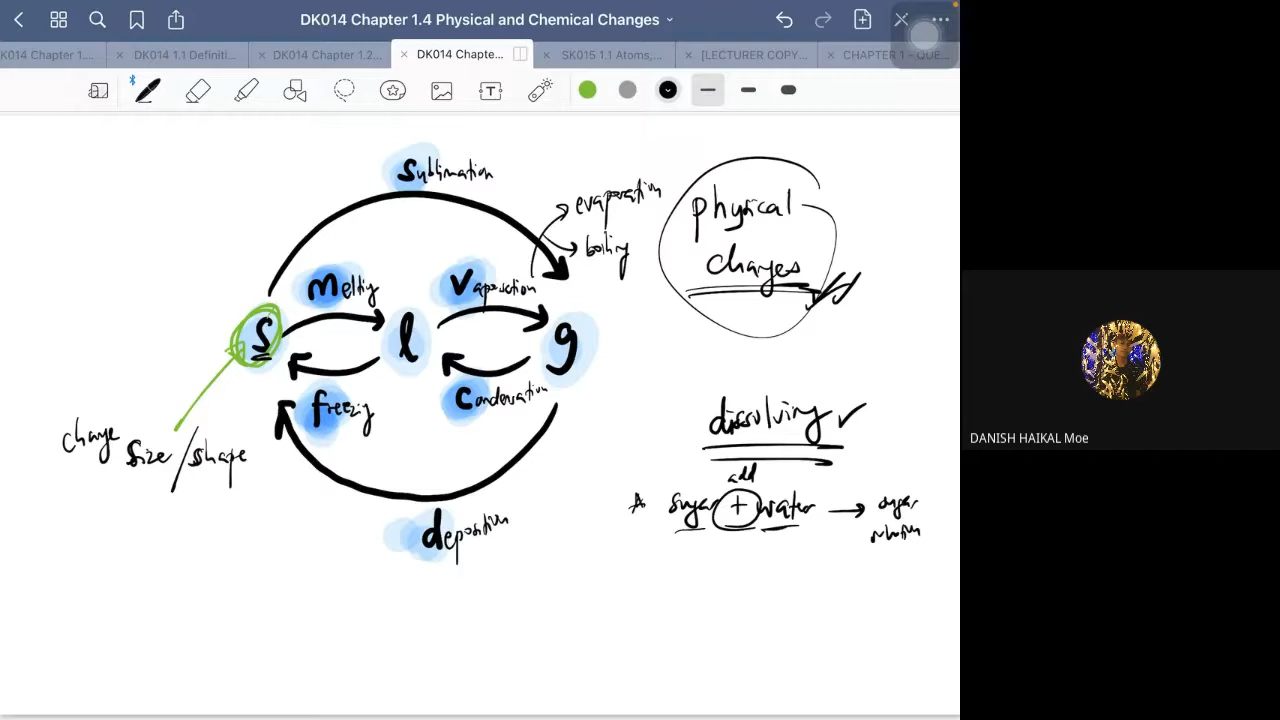 DK014 Chapter 1.4 Physical and Chemical Changes
K014 Chapter 1....
DK014 1.1 Definiti...
DK014 Chapter 1.2...
DK014 Chapte...
SK015 1.1 Atoms,...
[LECTURER COPY...
CHAPTER 1 - QUE...
Sublimation
evaporation
boiling
physical
changes
Melting
Vaporisation
S
l
g
freezing
Condensation
change size/shape
dissolving
add
sugar + water → sugar
solution
deposition
DANISH HAIKAL Moe